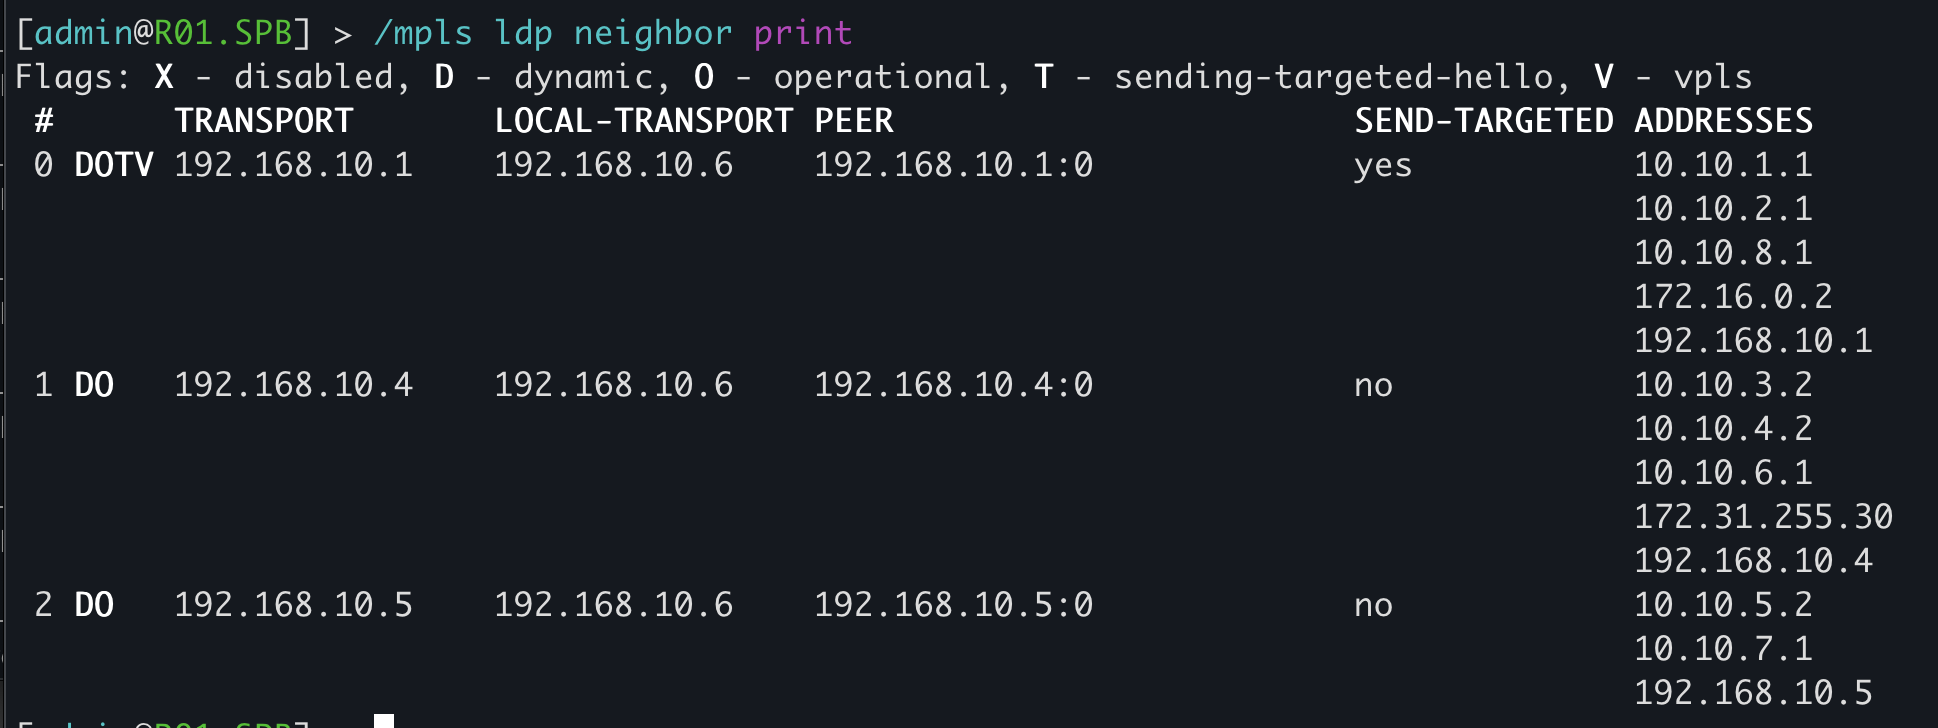 [admin@R01.SPB] > /mpls ldp neighbor print
Flags: X - disabled, D - dynamic, O - operational, T - sending-targeted-hello, V - vpls
# TRANSPORT LOCAL-TRANSPORT PEER SEND-TARGETED ADDRESSES
0 DOTV 192.168.10.1 192.168.10.6 192.168.10.1:0 yes 10.10.1.1
10.10.2.1
10.10.8.1
172.16.0.2
192.168.10.1
1 DO 192.168.10.4 192.168.10.6 192.168.10.4:0 no 10.10.3.2
10.10.4.2
10.10.6.1
172.31.255.30
192.168.10.4
2 DO 192.168.10.5 192.168.10.6 192.168.10.5:0 no 10.10.5.2
10.10.7.1
192.168.10.5
[admin@R01.SPB]